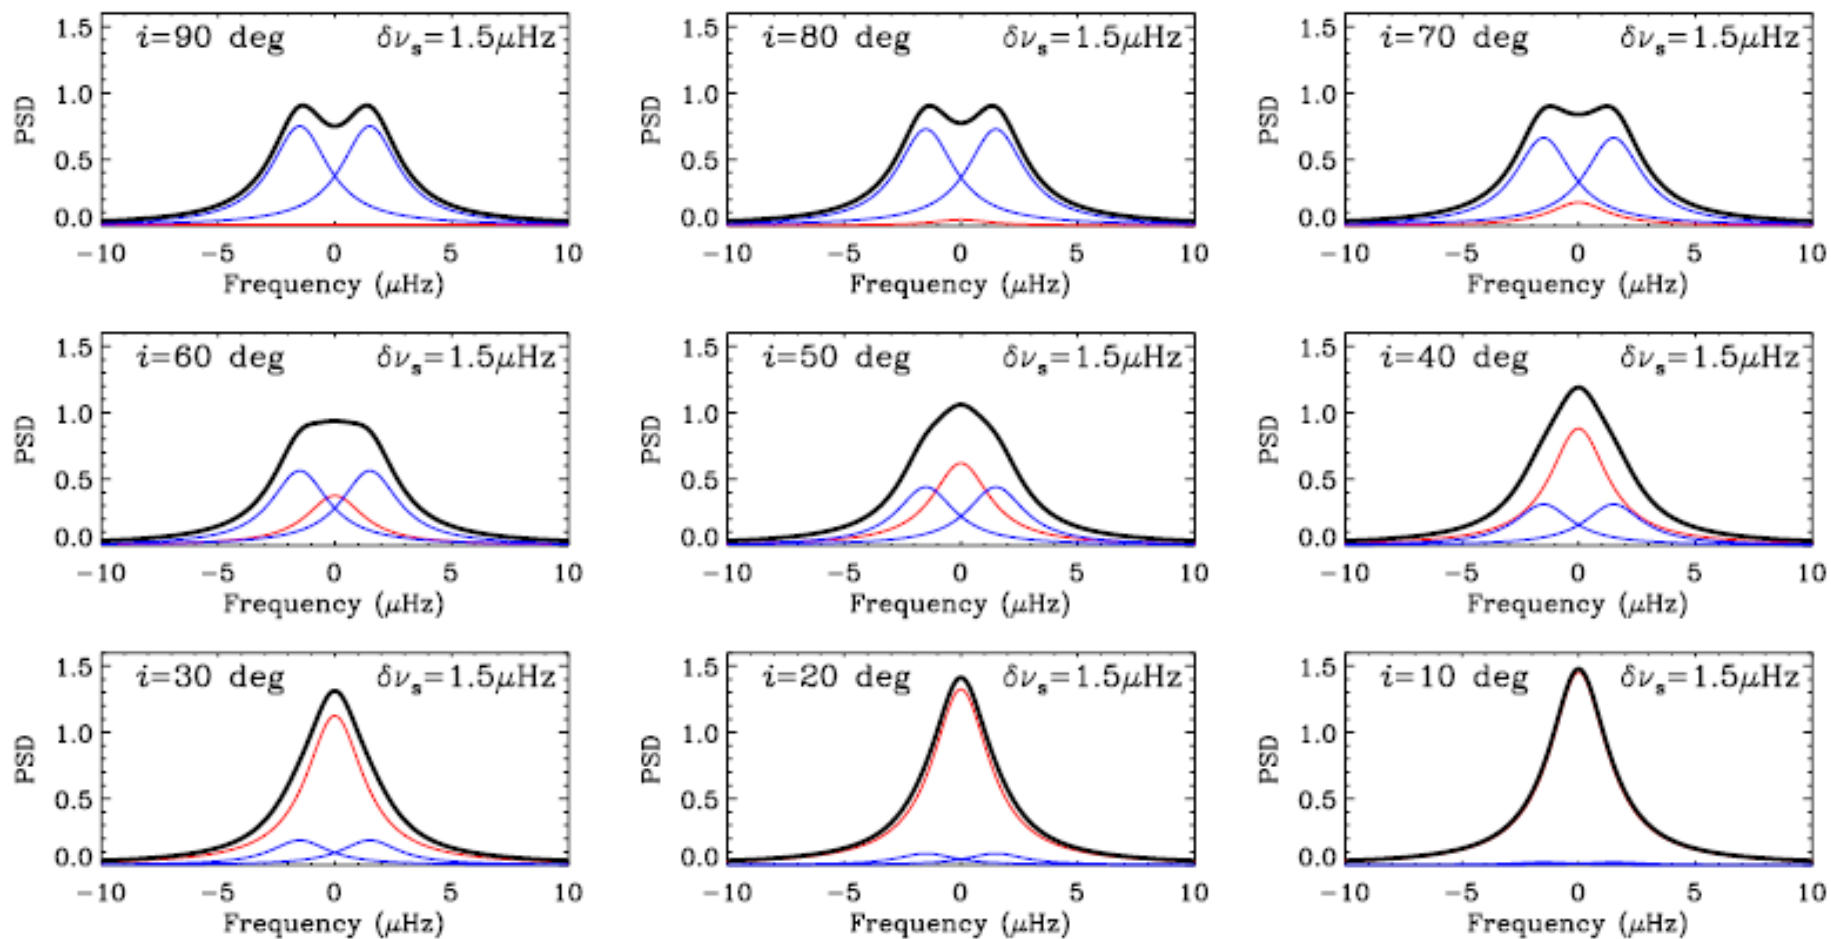 i=90 deg δνs=1.5μHz
i=80 deg δνs=1.5μHz
i=70 deg δνs=1.5μHz
1.5
1.0
0.5
0.0
PSD
1.5
1.0
0.5
0.0
PSD
1.5
1.0
0.5
0.0
PSD
−10 −5 0 5 10
−10 −5 0 5 10
−10 −5 0 5 10
Frequency (μHz)
Frequency (μHz)
Frequency (μHz)
i=60 deg δνs=1.5μHz
i=50 deg δνs=1.5μHz
i=40 deg δνs=1.5μHz
1.5
1.0
0.5
0.0
PSD
1.5
1.0
0.5
0.0
PSD
1.5
1.0
0.5
0.0
PSD
−10 −5 0 5 10
−10 −5 0 5 10
−10 −5 0 5 10
Frequency (μHz)
Frequency (μHz)
Frequency (μHz)
i=30 deg δνs=1.5μHz
i=20 deg δνs=1.5μHz
i=10 deg δνs=1.5μHz
1.5
1.0
0.5
0.0
PSD
1.5
1.0
0.5
0.0
PSD
1.5
1.0
0.5
0.0
PSD
−10 −5 0 5 10
−10 −5 0 5 10
−10 −5 0 5 10
Frequency (μHz)
Frequency (μHz)
Frequency (μHz)